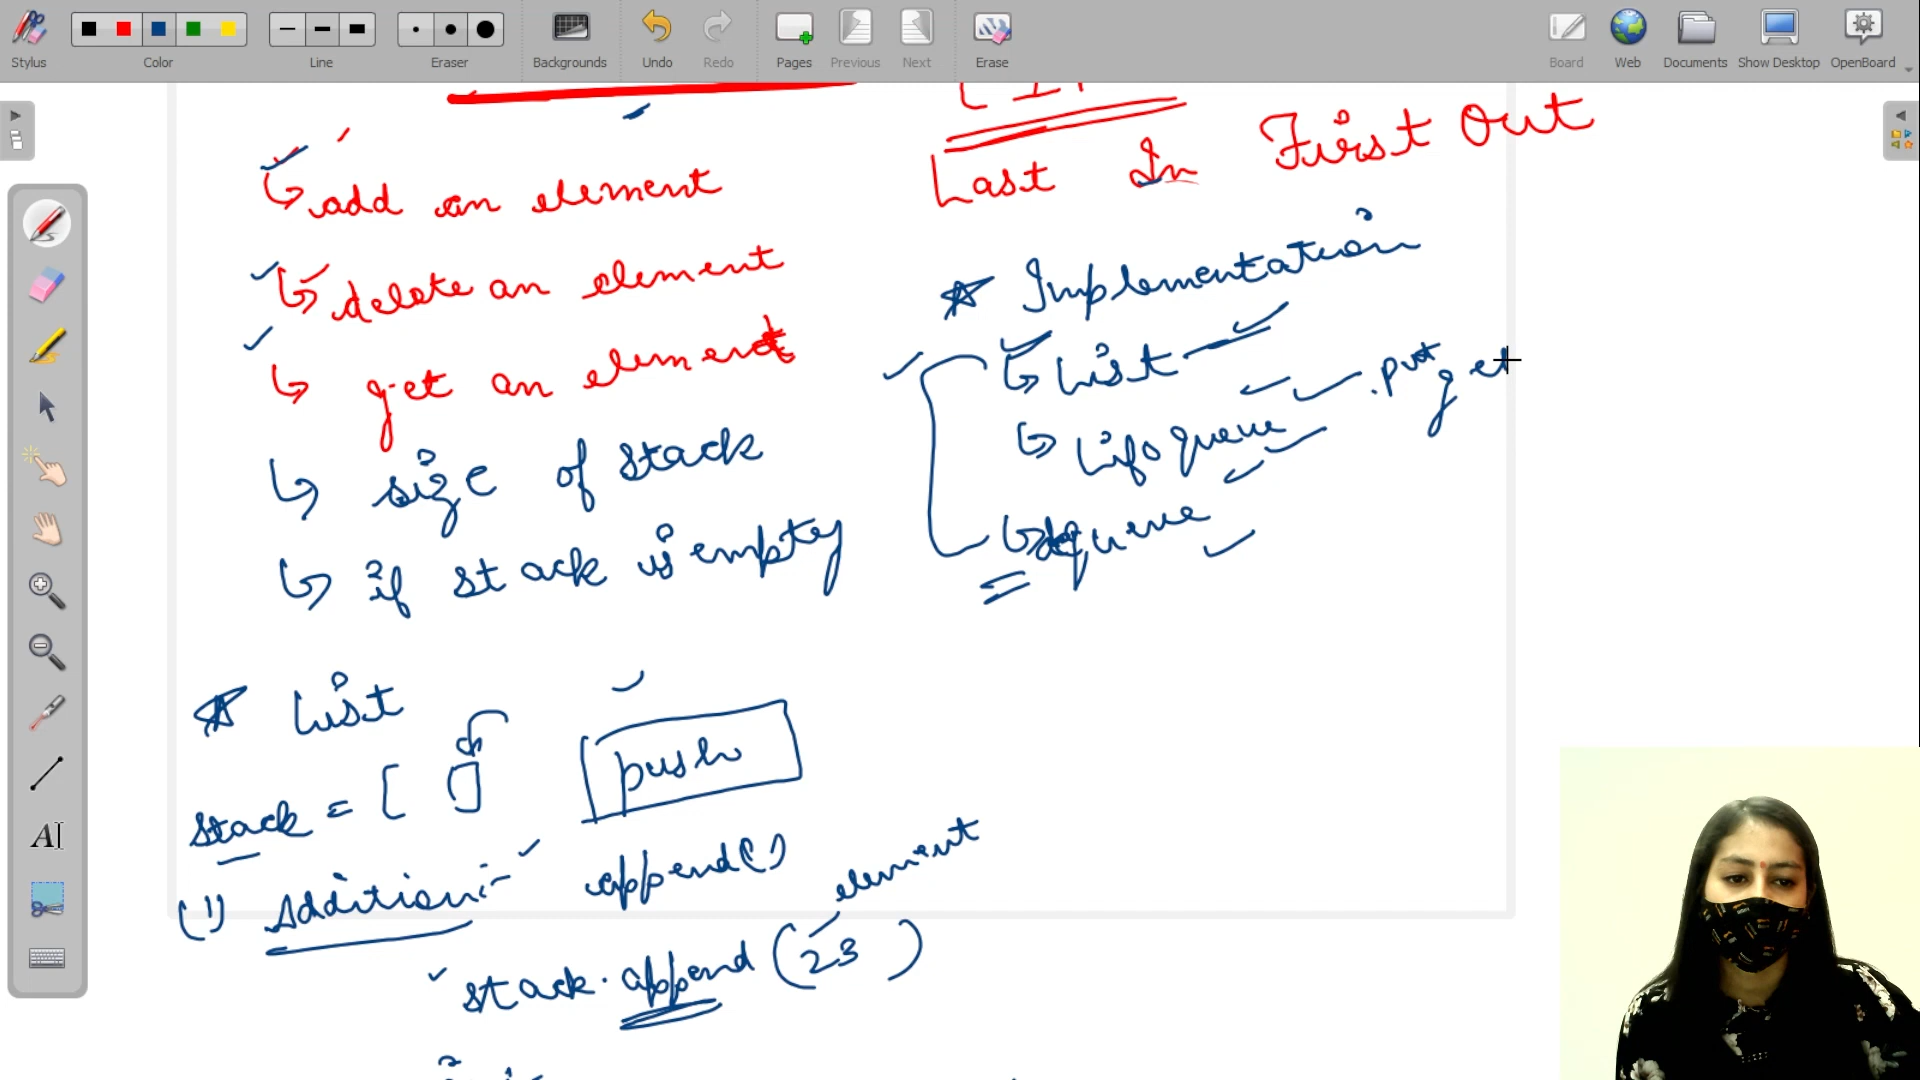 Stylus
Color
Line
Eraser
Backgrounds
Undo
Redo
Pages
Previous
Next
Erase
Board
Web
Documents
Show Desktop
OpenBoard
Last In First Out
add an element
delete an element
get an element
size of stack
if stack is empty
Implementation
List
.put get
Lifo queue
dequeue
List
stack = [ ]
push
(1) Addition:-
append()
element
stack.append(23)